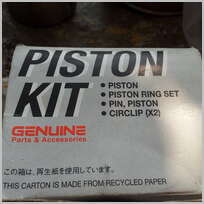 PISTON
KIT
• PISTON
• PISTON RING SET
• PIN, PISTON
• CIRCLIP (X2)
GENUINE
Parts & Accessories
この箱は、再生紙を使用しています。
THIS CARTON IS MADE FROM RECYCLED PAPER